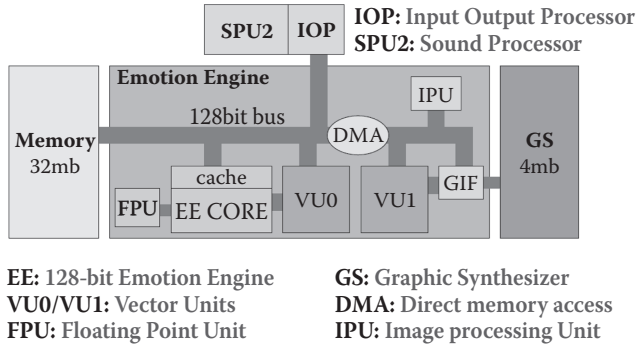 SPU2 IOP
IOP: Input Output Processor
SPU2: Sound Processor
Emotion Engine
128bit bus
DMA
IPU
Memory
32mb
GS
4mb
cache
FPU
EE CORE
VU0
VU1
GIF
EE: 128-bit Emotion Engine
VU0/VU1: Vector Units
FPU: Floating Point Unit
GS: Graphic Synthesizer
DMA: Direct memory access
IPU: Image processing Unit